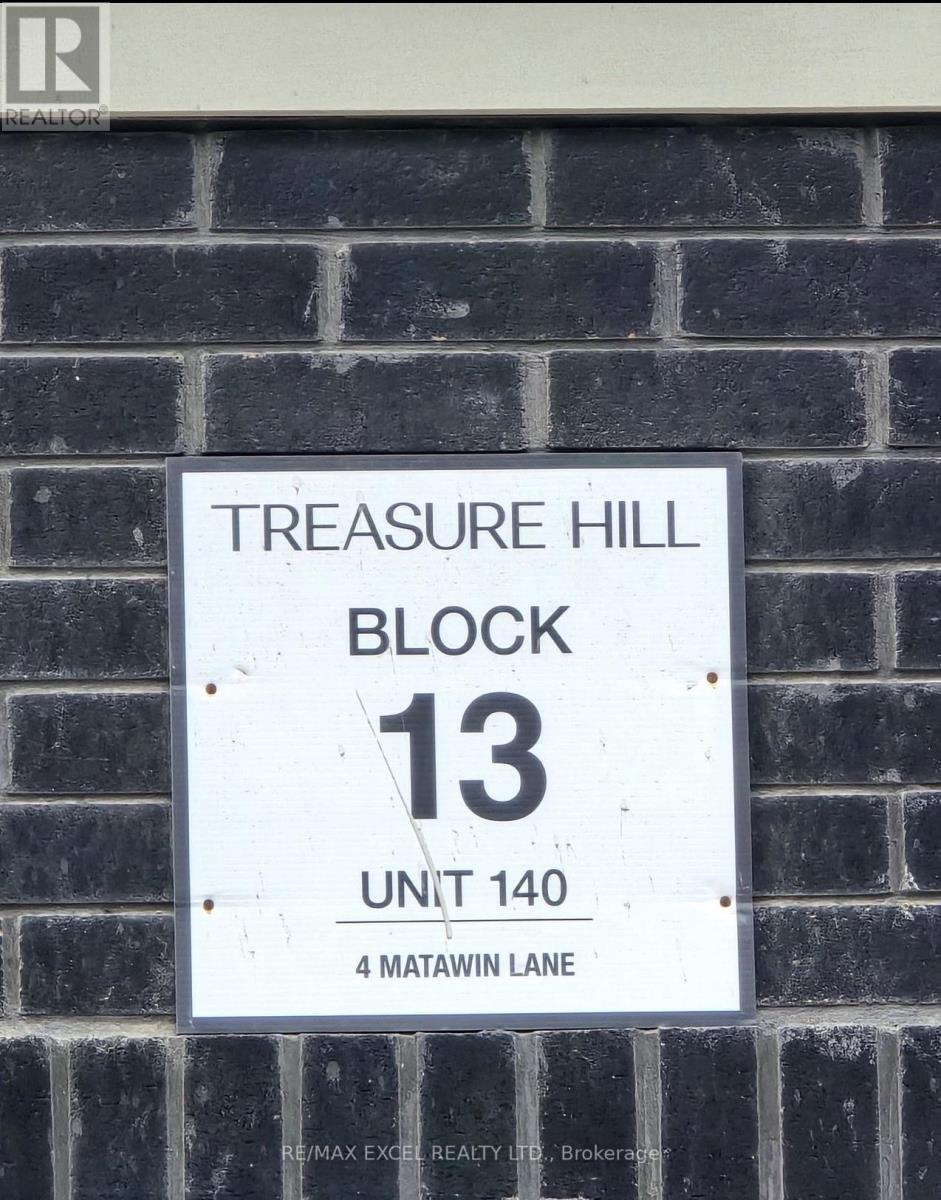 REALTOR®
TREASURE HILL
BLOCK
13
UNIT 140
4 MATAWIN LANE
RE/MAX EXCEL REALTY LTD., Brokerage